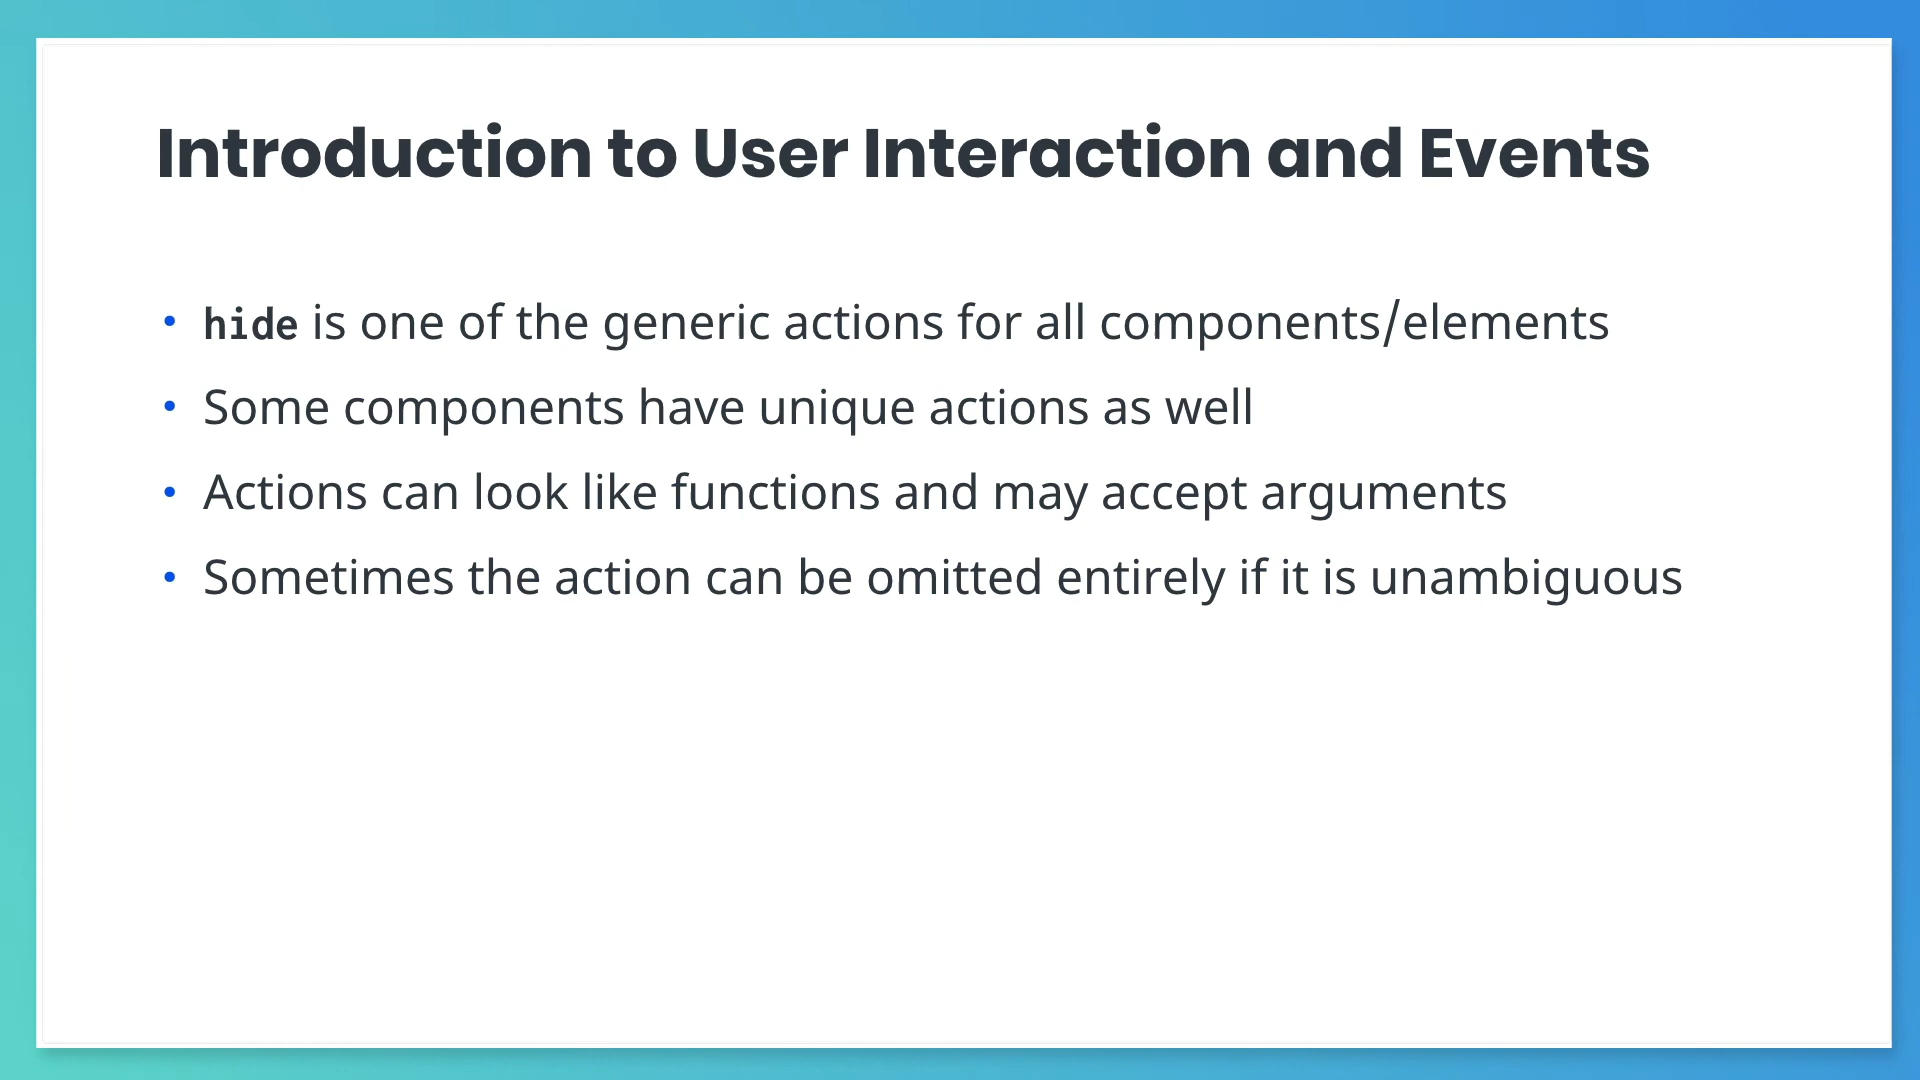 Introduction to User Interaction and Events
• hide is one of the generic actions for all components/elements
• Some components have unique actions as well
• Actions can look like functions and may accept arguments
• Sometimes the action can be omitted entirely if it is unambiguous